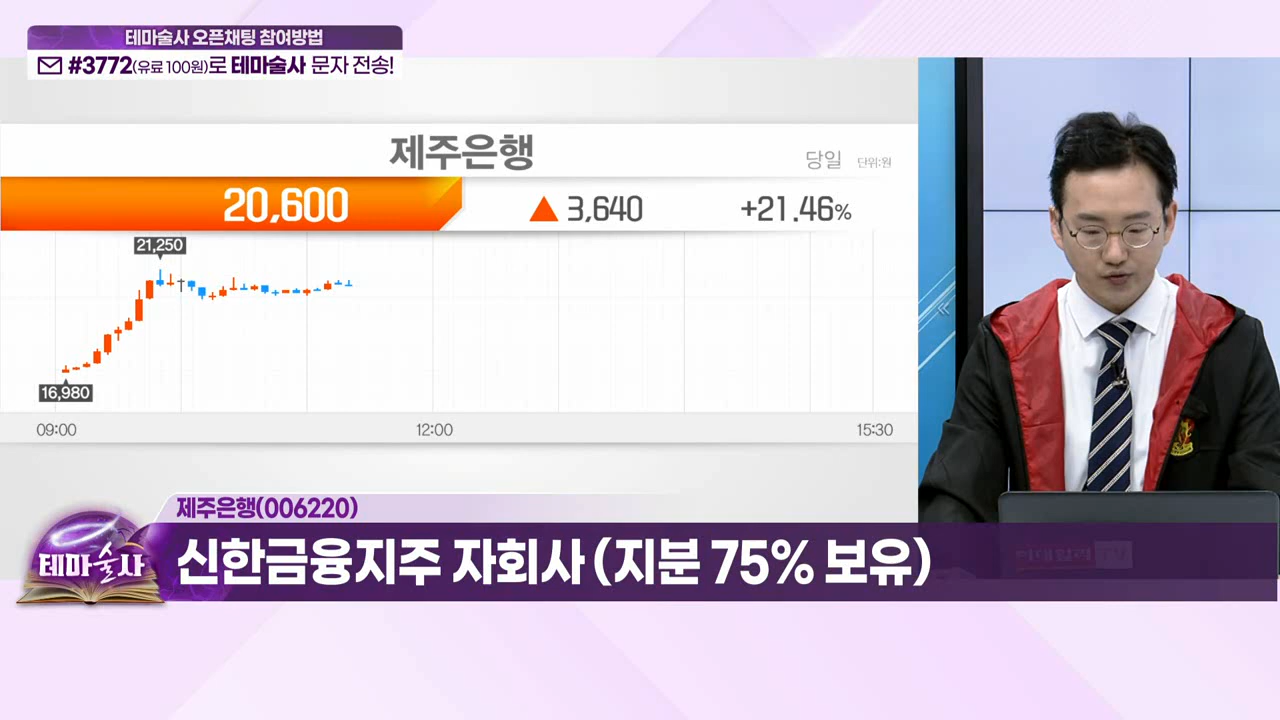 테마술사 오픈채팅 참여방법
#3772(유료 100원)로 테마술사 문자 전송!
제주은행
당일 단위:원
20,600 ▲ 3,640 +21.46%
21,250
16,980
09:00 12:00 15:30
제주은행(006220)
테마술사
신한금융지주 자회사 (지분 75% 보유)